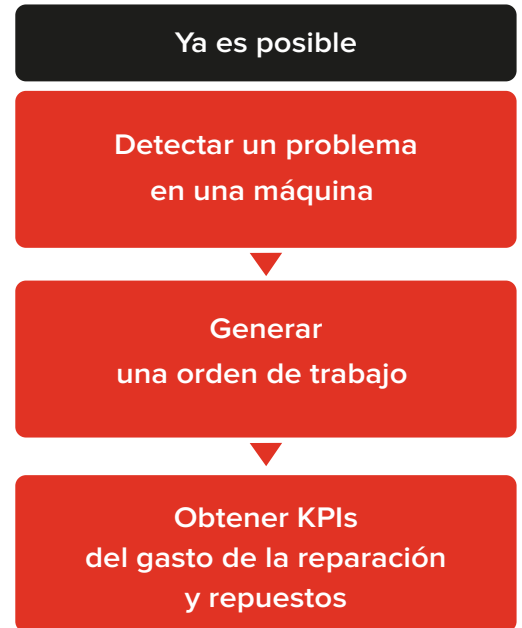 Ya es posible
Detectar un problema
en una máquina
Generar
una orden de trabajo
Obtener KPIs
del gasto de la reparación
y repuestos